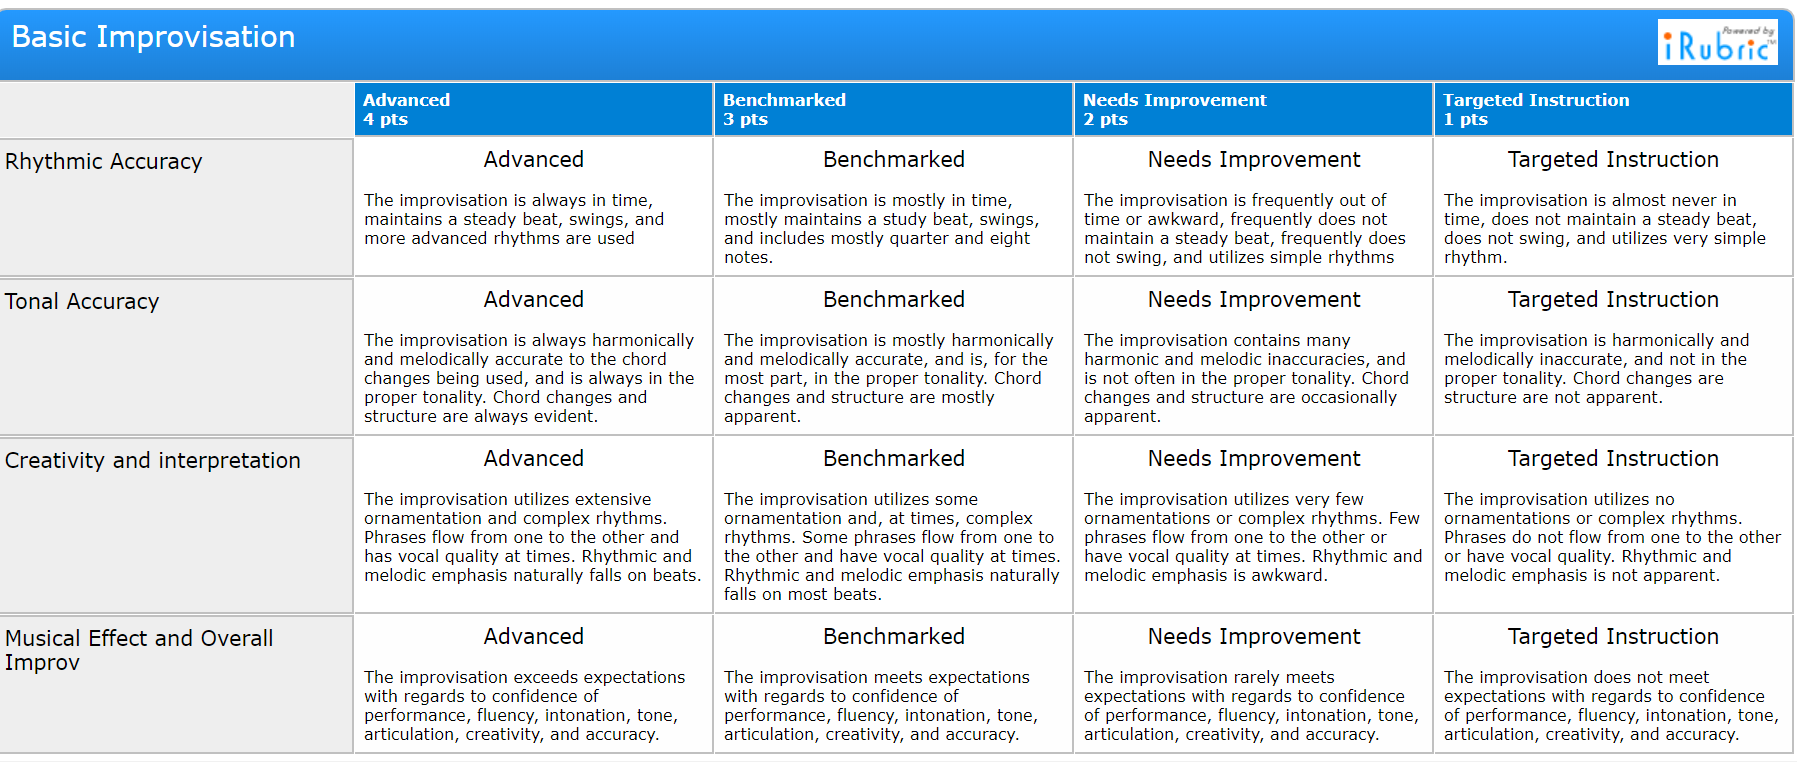 Basic Improvisation
Powered by
iRubric™
Advanced
4 pts
Benchmarked
3 pts
Needs Improvement
2 pts
Targeted Instruction
1 pts
Rhythmic Accuracy
Advanced
The improvisation is always in time,
maintains a steady beat, swings, and
more advanced rhythms are used
Benchmarked
The improvisation is mostly in time,
mostly maintains a study beat, swings,
and includes mostly quarter and eight
notes.
Needs Improvement
The improvisation is frequently out of
time or awkward, frequently does not
maintain a steady beat, frequently does
not swing, and utilizes simple rhythms
Targeted Instruction
The improvisation is almost never in
time, does not maintain a steady beat,
does not swing, and utilizes very simple
rhythm.
Tonal Accuracy
Advanced
The improvisation is always harmonically
and melodically accurate to the chord
changes being used, and is always in the
proper tonality. Chord changes and
structure are always evident.
Benchmarked
The improvisation is mostly harmonically
and melodically accurate, and is, for the
most part, in the proper tonality. Chord
changes and structure are mostly
apparent.
Needs Improvement
The improvisation contains many
harmonic and melodic inaccuracies, and
is not often in the proper tonality. Chord
changes and structure are occasionally
apparent.
Targeted Instruction
The improvisation is harmonically and
melodically inaccurate, and not in the
proper tonality. Chord changes are
structure are not apparent.
Creativity and interpretation
Advanced
The improvisation utilizes extensive
ornamentation and complex rhythms.
Phrases flow from one to the other and
has vocal quality at times. Rhythmic and
melodic emphasis naturally falls on beats.
Benchmarked
The improvisation utilizes some
ornamentation and, at times, complex
rhythms. Some phrases flow from one to
the other and have vocal quality at times.
Rhythmic and melodic emphasis naturally
falls on most beats.
Needs Improvement
The improvisation utilizes very few
ornamentations or complex rhythms. Few
phrases flow from one to the other or
have vocal quality at times. Rhythmic and
melodic emphasis is awkward.
Targeted Instruction
The improvisation utilizes no
ornamentations or complex rhythms.
Phrases do not flow from one to the other
or have vocal quality. Rhythmic and
melodic emphasis is not apparent.
Musical Effect and Overall
Improv
Advanced
The improvisation exceeds expectations
with regards to confidence of
performance, fluency, intonation, tone,
articulation, creativity, and accuracy.
Benchmarked
The improvisation meets expectations
with regards to confidence of
performance, fluency, intonation, tone,
articulation, creativity, and accuracy.
Needs Improvement
The improvisation rarely meets
expectations with regards to confidence
of performance, fluency, intonation, tone,
articulation, creativity, and accuracy.
Targeted Instruction
The improvisation does not meet
expectations with regards to confidence
of performance, fluency, intonation, tone,
articulation, creativity, and accuracy.